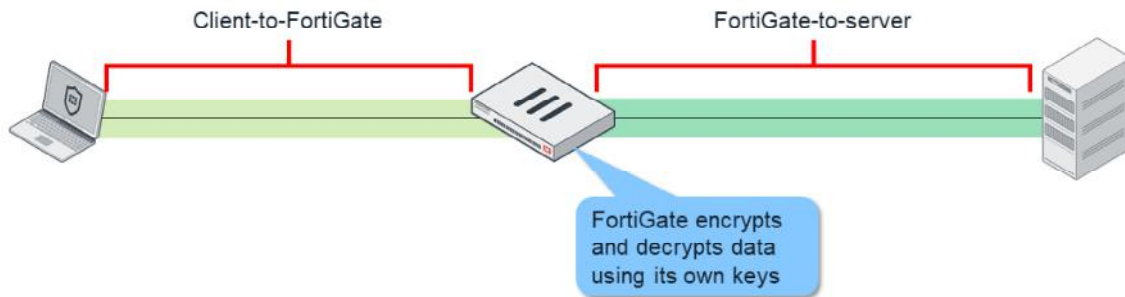 Client-to-FortiGate
FortiGate-to-server
FortiGate encrypts
and decrypts data
using its own keys